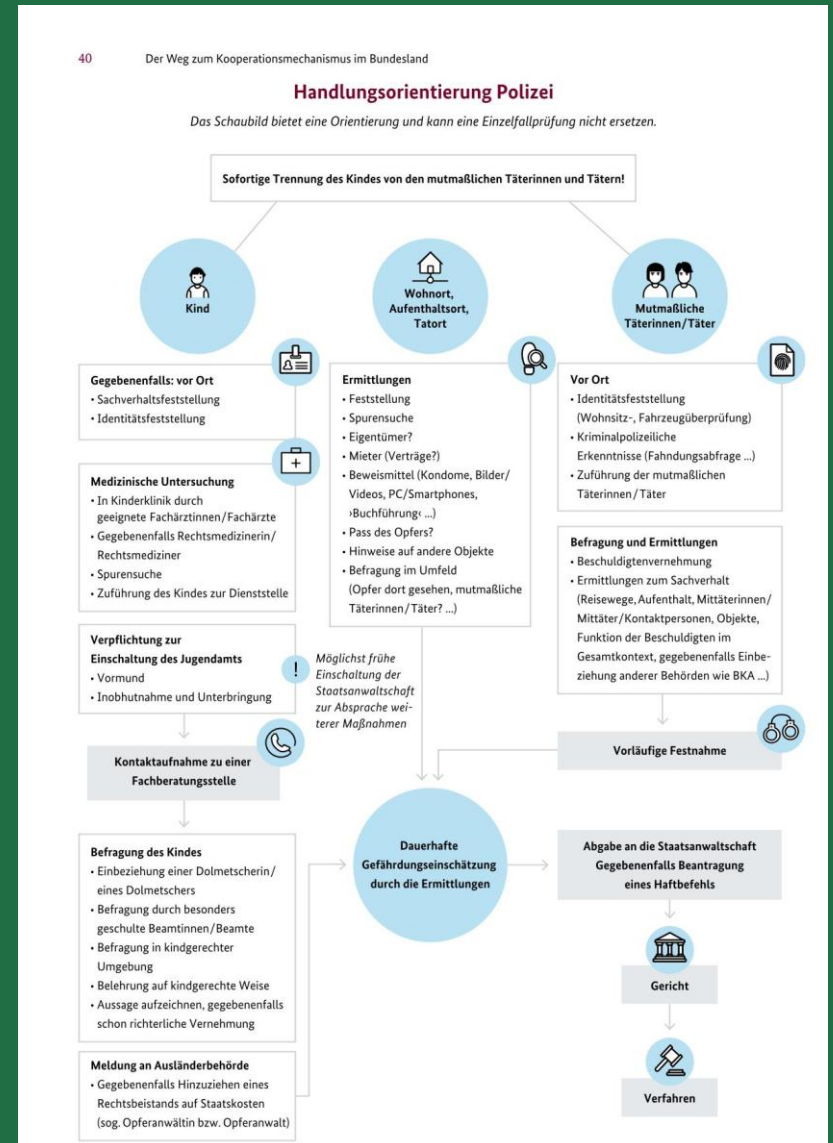 40
Der Weg zum Kooperationsmechanismus im Bundesland
Handlungsorientierung Polizei
Das Schaubild bietet eine Orientierung und kann eine Einzelfallprüfung nicht ersetzen.
Sofortige Trennung des Kindes von den mutmaßlichen Täterinnen und Tätern!
Kind
Gegebenenfalls: vor Ort
• Sachverhaltsfeststellung
• Identitätsfeststellung
Medizinische Untersuchung
• In Kinderklinik durch
geeignete Fachärztinnen/Fachärzte
• Gegebenenfalls Rechtsmedizinerin/
Rechtsmediziner
• Spurensuche
• Zuführung des Kindes zur Dienststelle
Verpflichtung zur
Einschaltung des Jugendamts
• Vormund
• Inobhutnahme und Unterbringung
Kontaktaufnahme zu einer
Fachberatungsstelle
Befragung des Kindes
• Einbeziehung einer Dolmetscherin/
eines Dolmetschers
• Befragung durch besonders
geschulte Beamtinnen/Beamte
• Befragung in kindgerechter
Umgebung
• Belehrung auf kindgerechte Weise
• Aussage aufzeichnen, gegebenenfalls
schon richterliche Vernehmung
Meldung an Ausländerbehörde
• Gegebenenfalls Hinzuziehen eines
Rechtsbeistands auf Staatskosten
(sog. Opferanwältin bzw. Opferanwalt)
Wohnort,
Aufenthaltsort,
Tatort
Ermittlungen
• Feststellung
• Spurensuche
• Eigentümer?
• Mieter (Verträge?)
• Beweismittel (Kondome, Bilder/
Videos, PC/Smartphones,
›Buchführung‹ ...)
• Pass des Opfers?
• Hinweise auf andere Objekte
• Befragung im Umfeld
(Opfer dort gesehen, mutmaßliche
Täterinnen/Täter? ...)
!
Möglichst frühe
Einschaltung der
Staatsanwaltschaft
zur Absprache wei-
terer Maßnahmen
Dauerhafte
Gefährdungseinschätzung
durch die Ermittlungen
Mutmaßliche
Täterinnen/Täter
Vor Ort
• Identitätsfeststellung
(Wohnsitz-, Fahrzeugüberprüfung)
• Kriminalpolizeiliche
Erkenntnisse (Fahndungsabfrage ...)
• Zuführung der mutmaßlichen
Täterinnen/Täter
Befragung und Ermittlungen
• Beschuldigtenvernehmung
• Ermittlungen zum Sachverhalt
(Reisewege, Aufenthalt, Mittäterinnen/
Mittäter/Kontaktpersonen, Objekte,
Funktion der Beschuldigten im
Gesamtkontext, gegebenenfalls Einbe-
ziehung anderer Behörden wie BKA ...)
Vorläufige Festnahme
Abgabe an die Staatsanwaltschaft
Gegebenenfalls Beantragung
eines Haftbefehls
Gericht
Verfahren